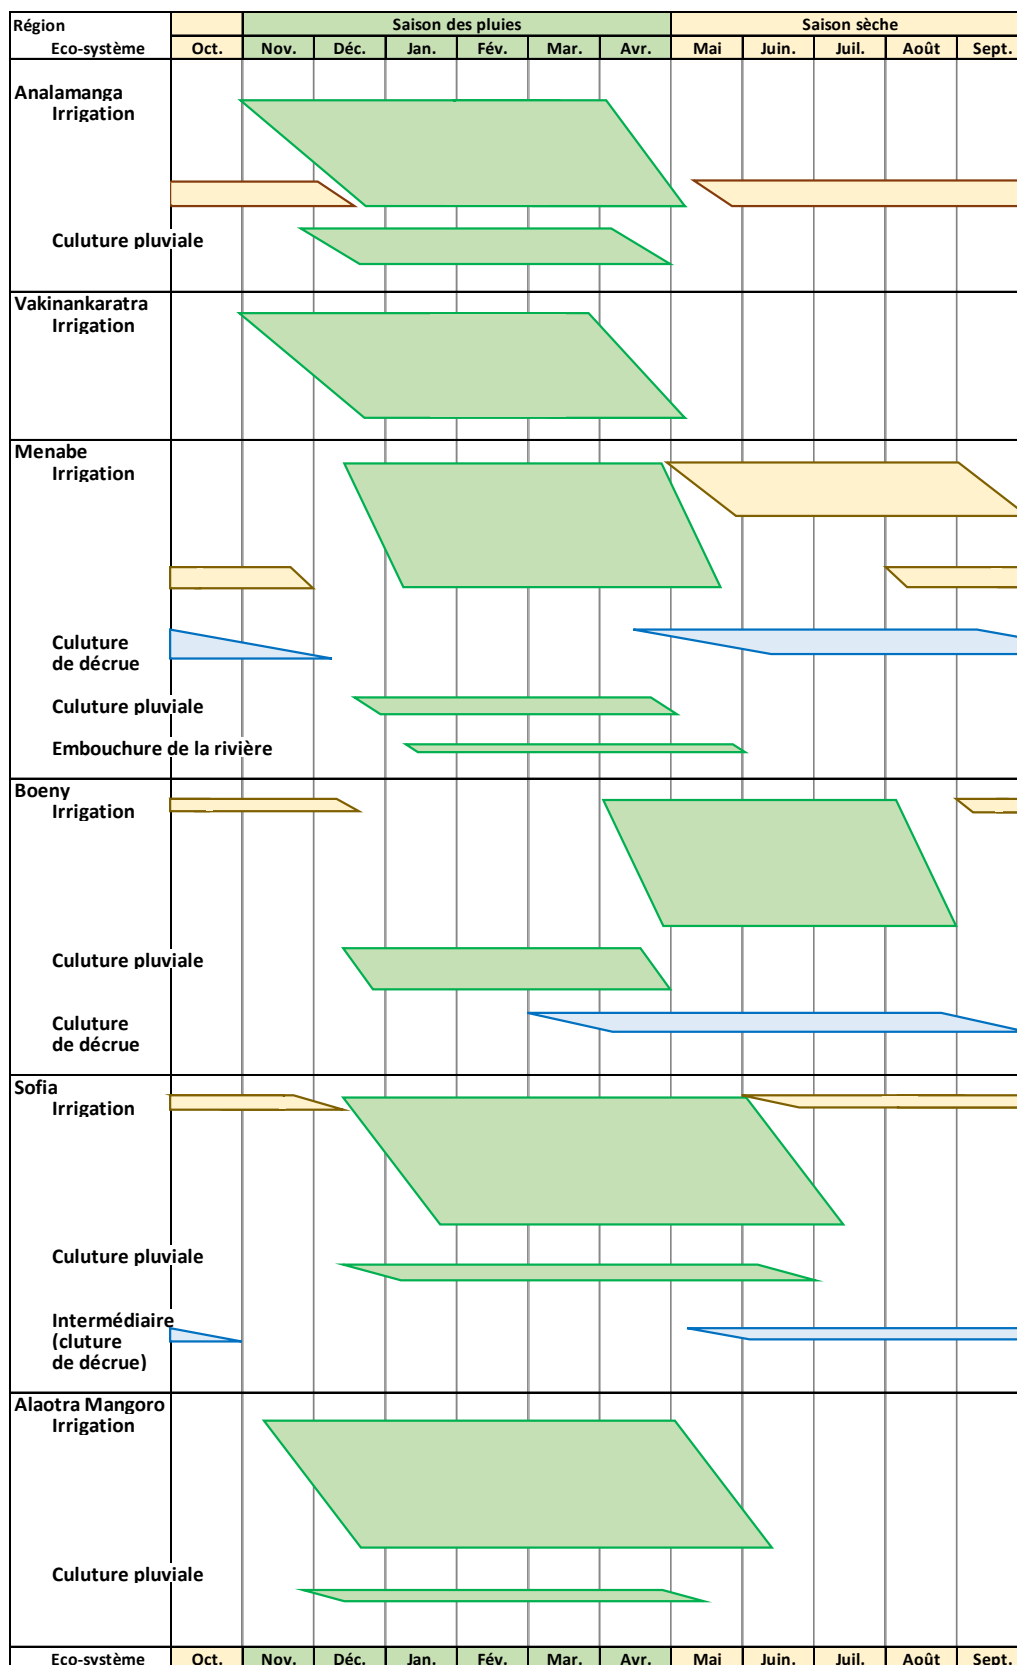 Région Saison des pluies Saison sèche
Eco-système Oct. Nov. Déc. Jan. Fév. Mar. Avr. Mai Juin. Juil. Août Sept.
Analamanga
Irrigation
Culuture pluviale
Vakinankaratra
Irrigation
Menabe
Irrigation
Culuture
de décrue
Culuture pluviale
Embouchure de la rivière
Boeny
Irrigation
Culuture pluviale
Culuture
de décrue
Sofia
Irrigation
Culuture pluviale
Intermédiaire
(cluture
de décrue)
Alaotra Mangoro
Irrigation
Culuture pluviale
Eco-système Oct. Nov. Déc. Jan. Fév. Mar. Avr. Mai Juin. Juil. Août Sept.